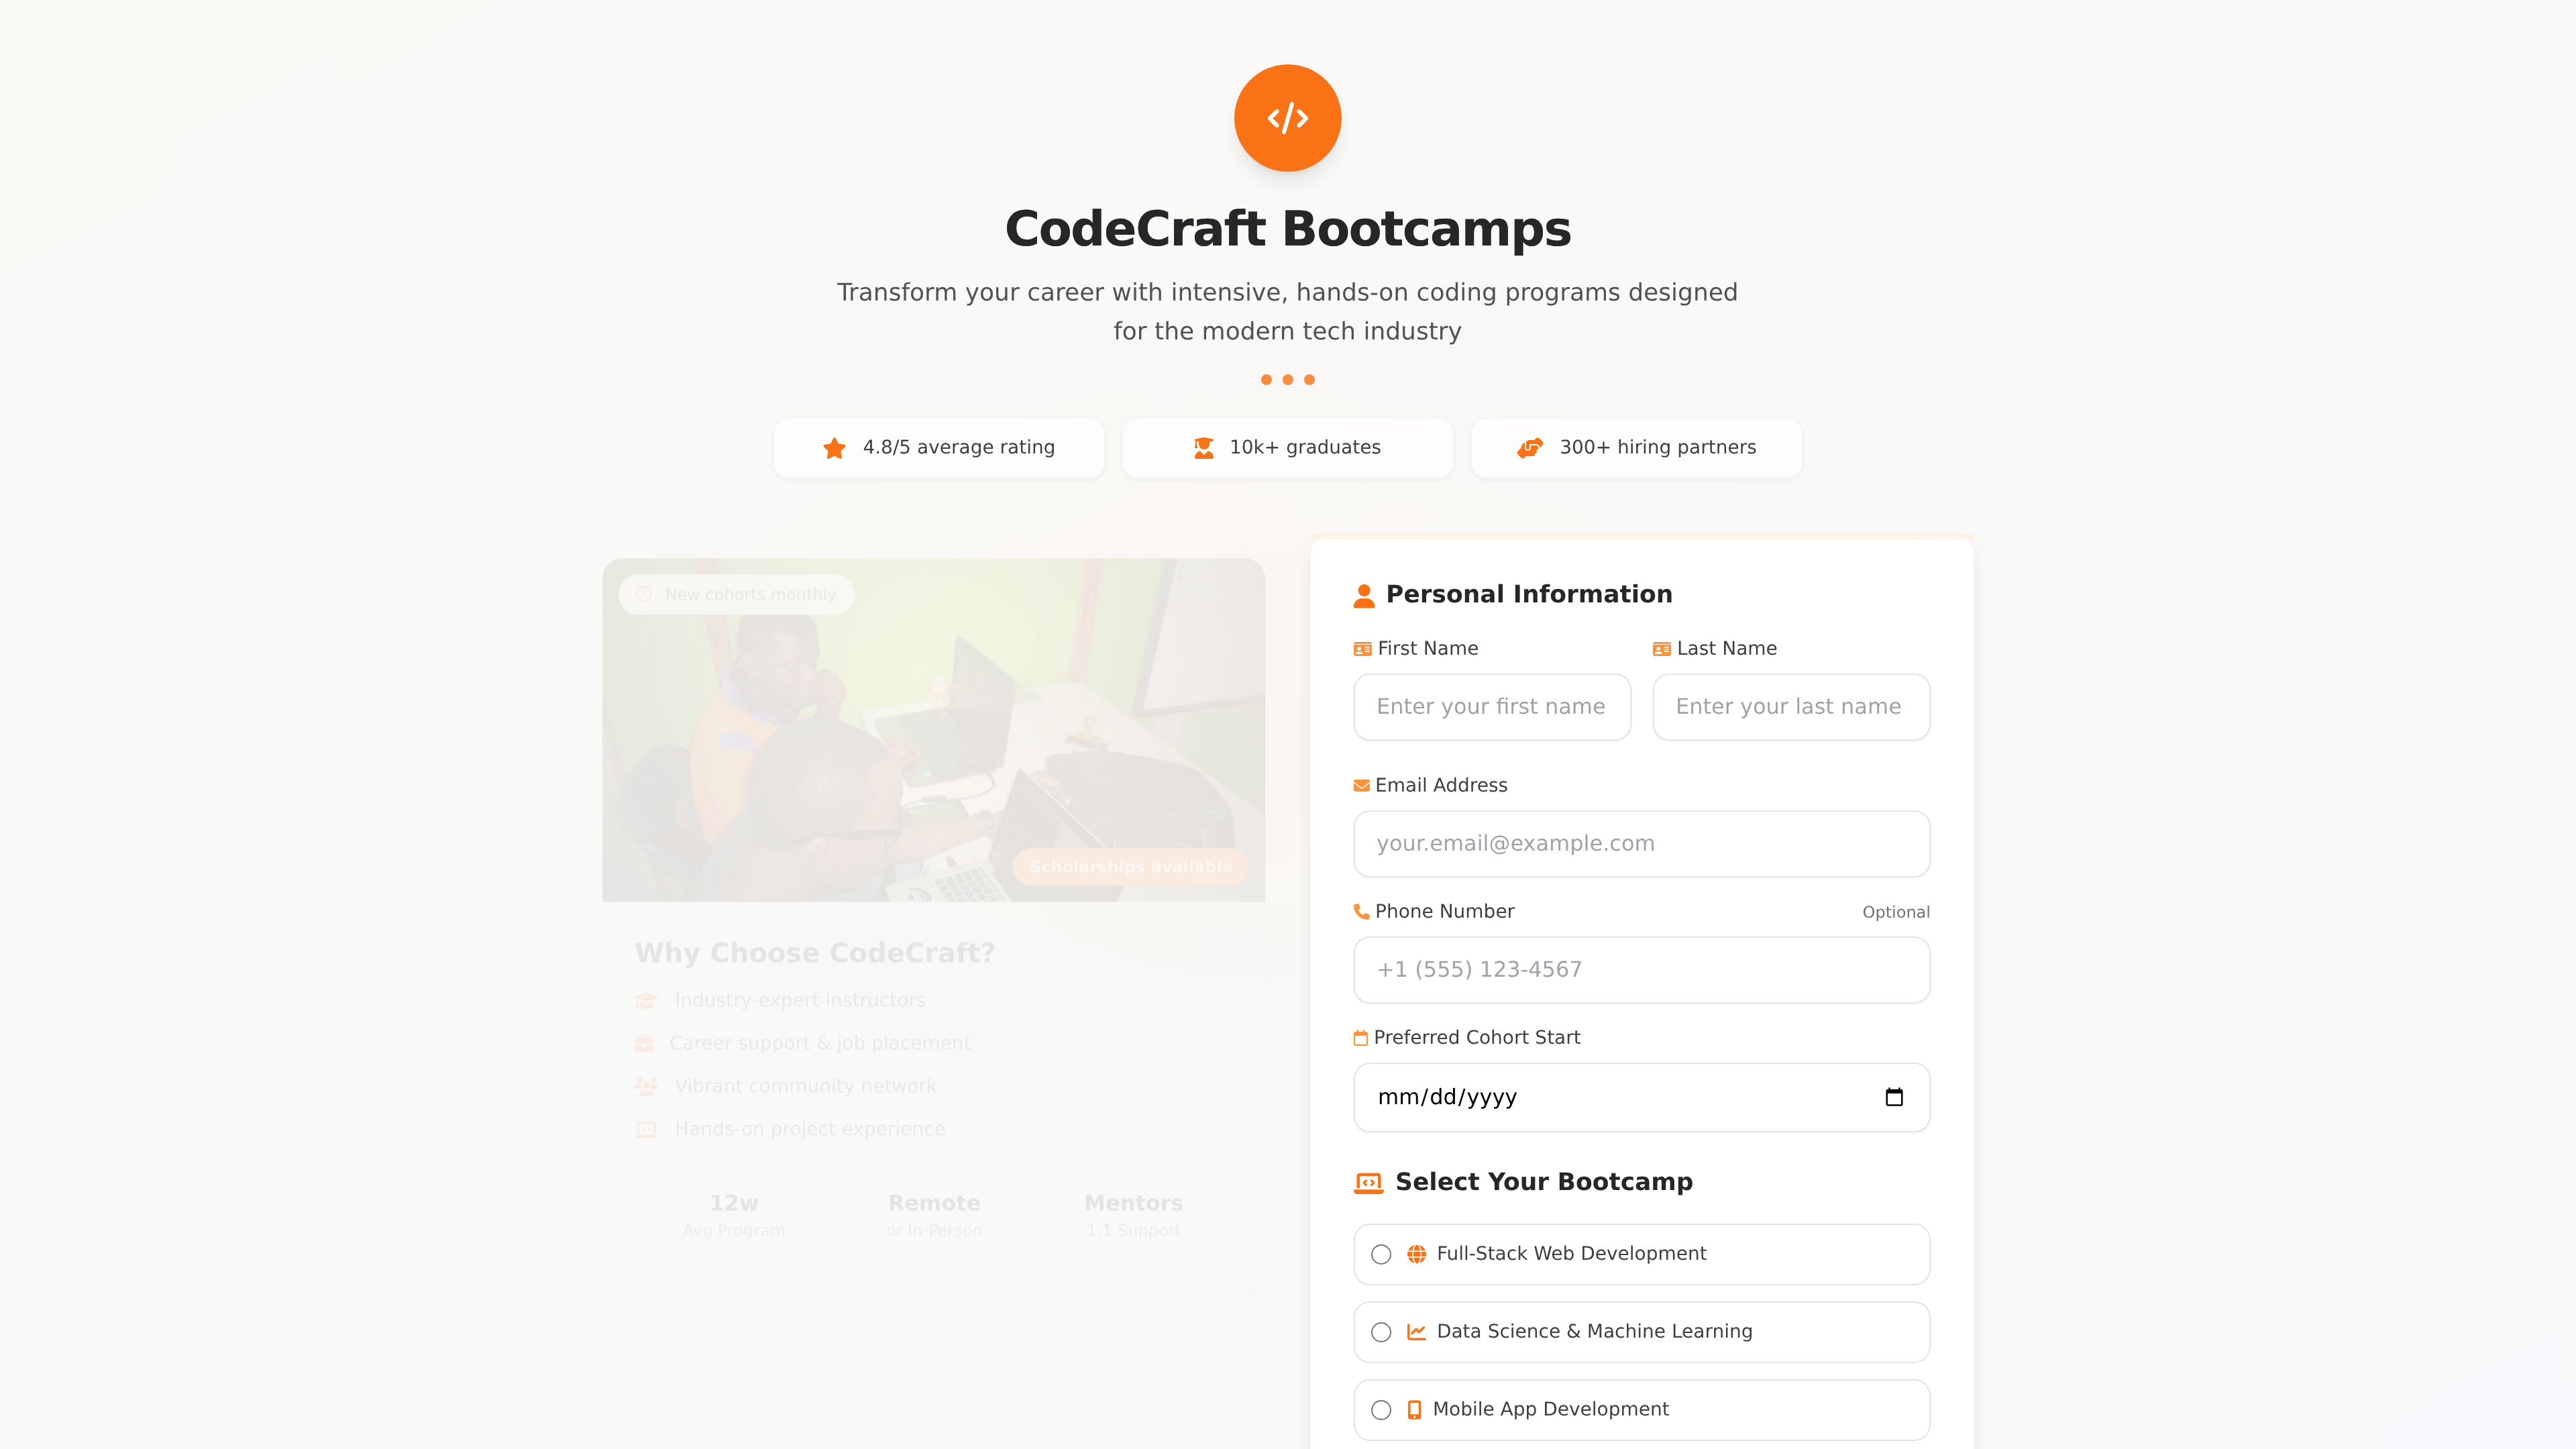 CodeCraft Bootcamps
Transform your career with intensive, hands-on coding programs designed
for the modern tech industry
4.8/5 average rating
10k+ graduates
300+ hiring partners
New cohorts monthly
Scholarships available
Why Choose CodeCraft?
Industry-expert instructors
Career support & job placement
Vibrant community network
Hands-on project experience
12w
Avg Program
Remote
or In-Person
Mentors
1:1 Support
Personal Information
First Name
Enter your first name
Last Name
Enter your last name
Email Address
your.email@example.com
Phone Number
Optional
+1 (555) 123-4567
Preferred Cohort Start
mm/dd/yyyy
Select Your Bootcamp
Full-Stack Web Development
Data Science & Machine Learning
Mobile App Development